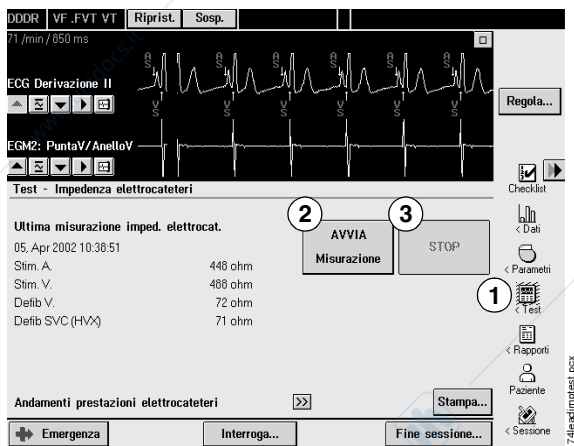 DDDR VF .FVT VT Riprist. Sosp.
71 /min / 850 ms
A S A S A S A S A S A S
ECG Derivazione II
V S V S V S V S V S
Regola...
EGM2: PuntaV/AnelloV
Test - Impedenza elettrocateteri
Checklist
Ultima misurazione imped. elettrocat.
05, Apr 2002 10:38:51
Stim. A. 448 ohm
Stim. V. 488 ohm
Defib V. 72 ohm
Defib SVC (HVX) 71 ohm
2
AVVIA
Misurazione
3
STOP
< Dati
< Parametri
1
< Test
< Rapporti
Paziente
< Sessione
Andamenti prestazioni elettrocateteri >>
Stampa...
Emergenza Interroga... Fine sessione...
74leadimptest.pcx